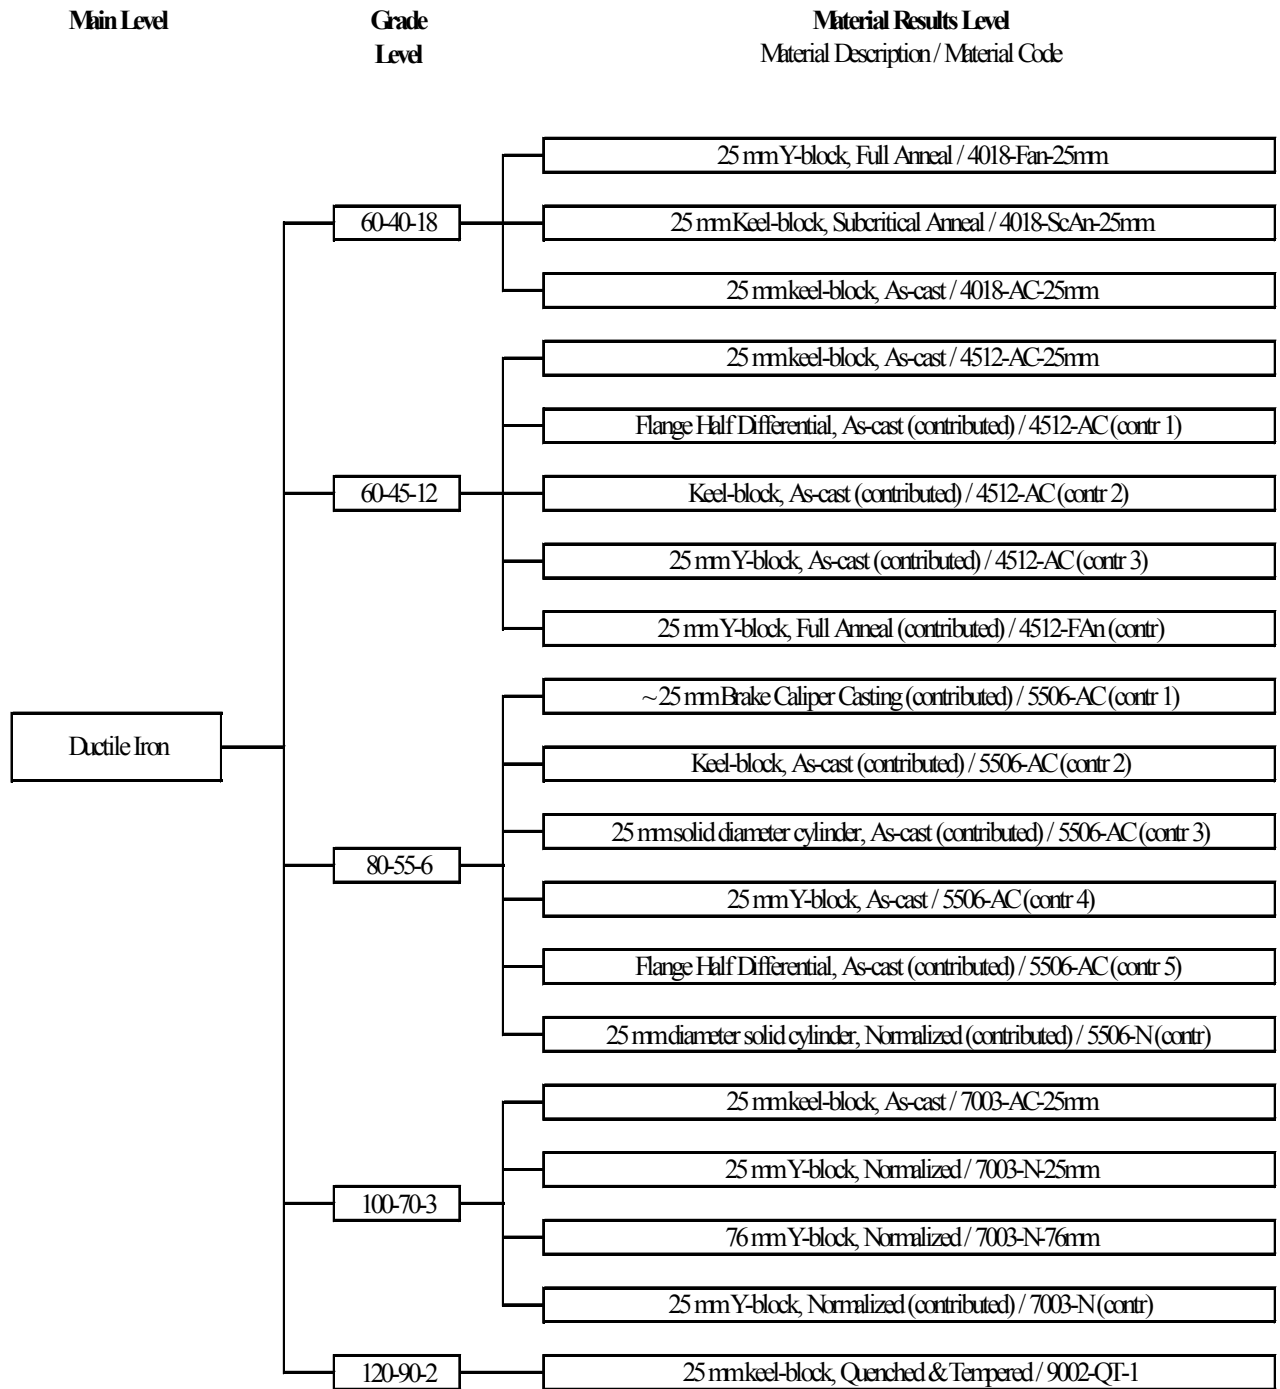 Main Level
Grade
Level
Material Results Level
Material Description / Material Code
25 mm Y-block, Full Anneal / 4018-Fan-25mm
60-40-18
25 mm Keel-block, Subcritical Anneal / 4018-ScAn-25mm
25 mm keel-block, As-cast / 4018-AC-25mm
25 mm keel-block, As-cast / 4512-AC-25mm
Flange Half Differential, As-cast (contributed) / 4512-AC (contr 1)
60-45-12
Keel-block, As-cast (contributed) / 4512-AC (contr 2)
25 mm Y-block, As-cast (contributed) / 4512-AC (contr 3)
25 mm Y-block, Full Anneal (contributed) / 4512-FAn (contr)
~ 25 mm Brake Caliper Casting (contributed) / 5506-AC (contr 1)
Ductile Iron
Keel-block, As-cast (contributed) / 5506-AC (contr 2)
25 mm solid diameter cylinder, As-cast (contributed) / 5506-AC (contr 3)
80-55-6
25 mm Y-block, As-cast / 5506-AC (contr 4)
Flange Half Differential, As-cast (contributed) / 5506-AC (contr 5)
25 mm diameter solid cylinder, Normalized (contributed) / 5506-N (contr)
25 mm keel-block, As-cast / 7003-AC-25mm
25 mm Y-block, Normalized / 7003-N-25mm
100-70-3
76 mm Y-block, Normalized / 7003-N-76mm
25 mm Y-block, Normalized (contributed) / 7003-N (contr)
120-90-2
25 mm keel-block, Quenched & Tempered / 9002-QT-1